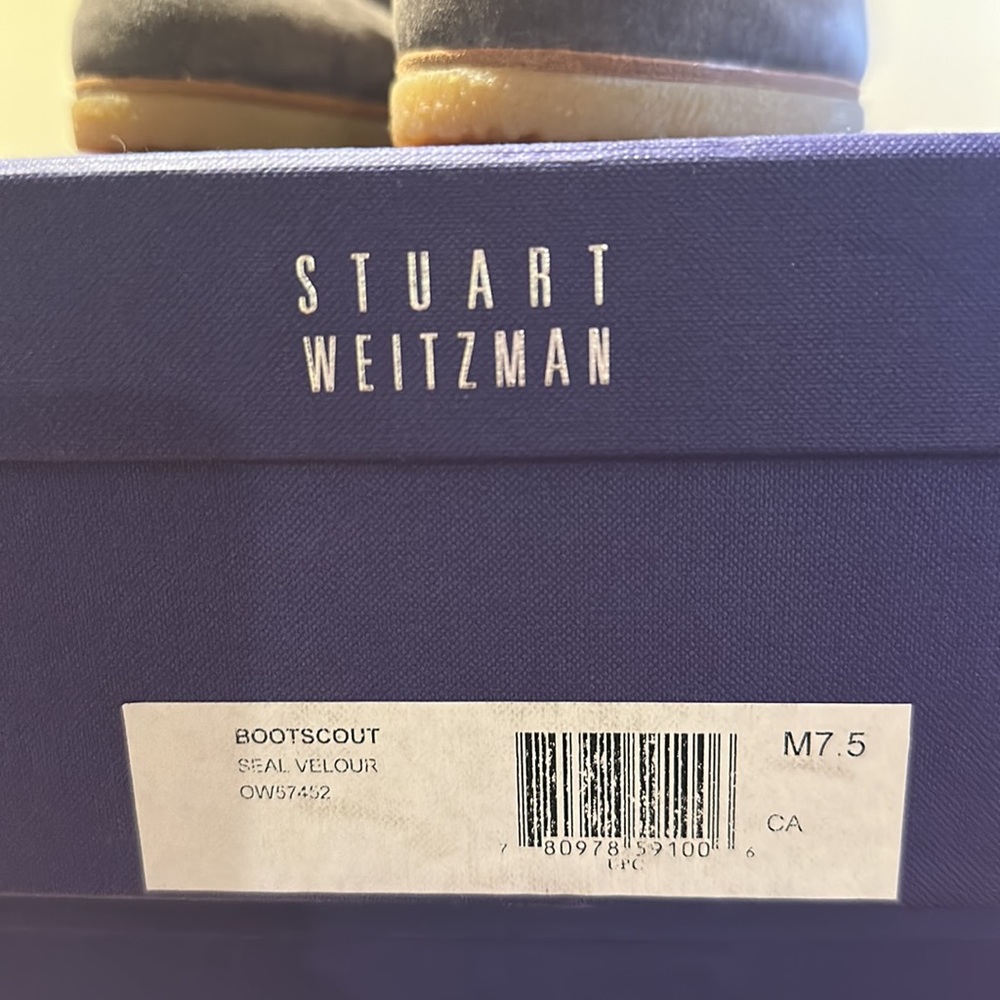 STUART
WEITZMAN
BOOTSCOUT
SEAL VELOUR
OW57452
M7.5
CA
7 80978 59100 6
UPC